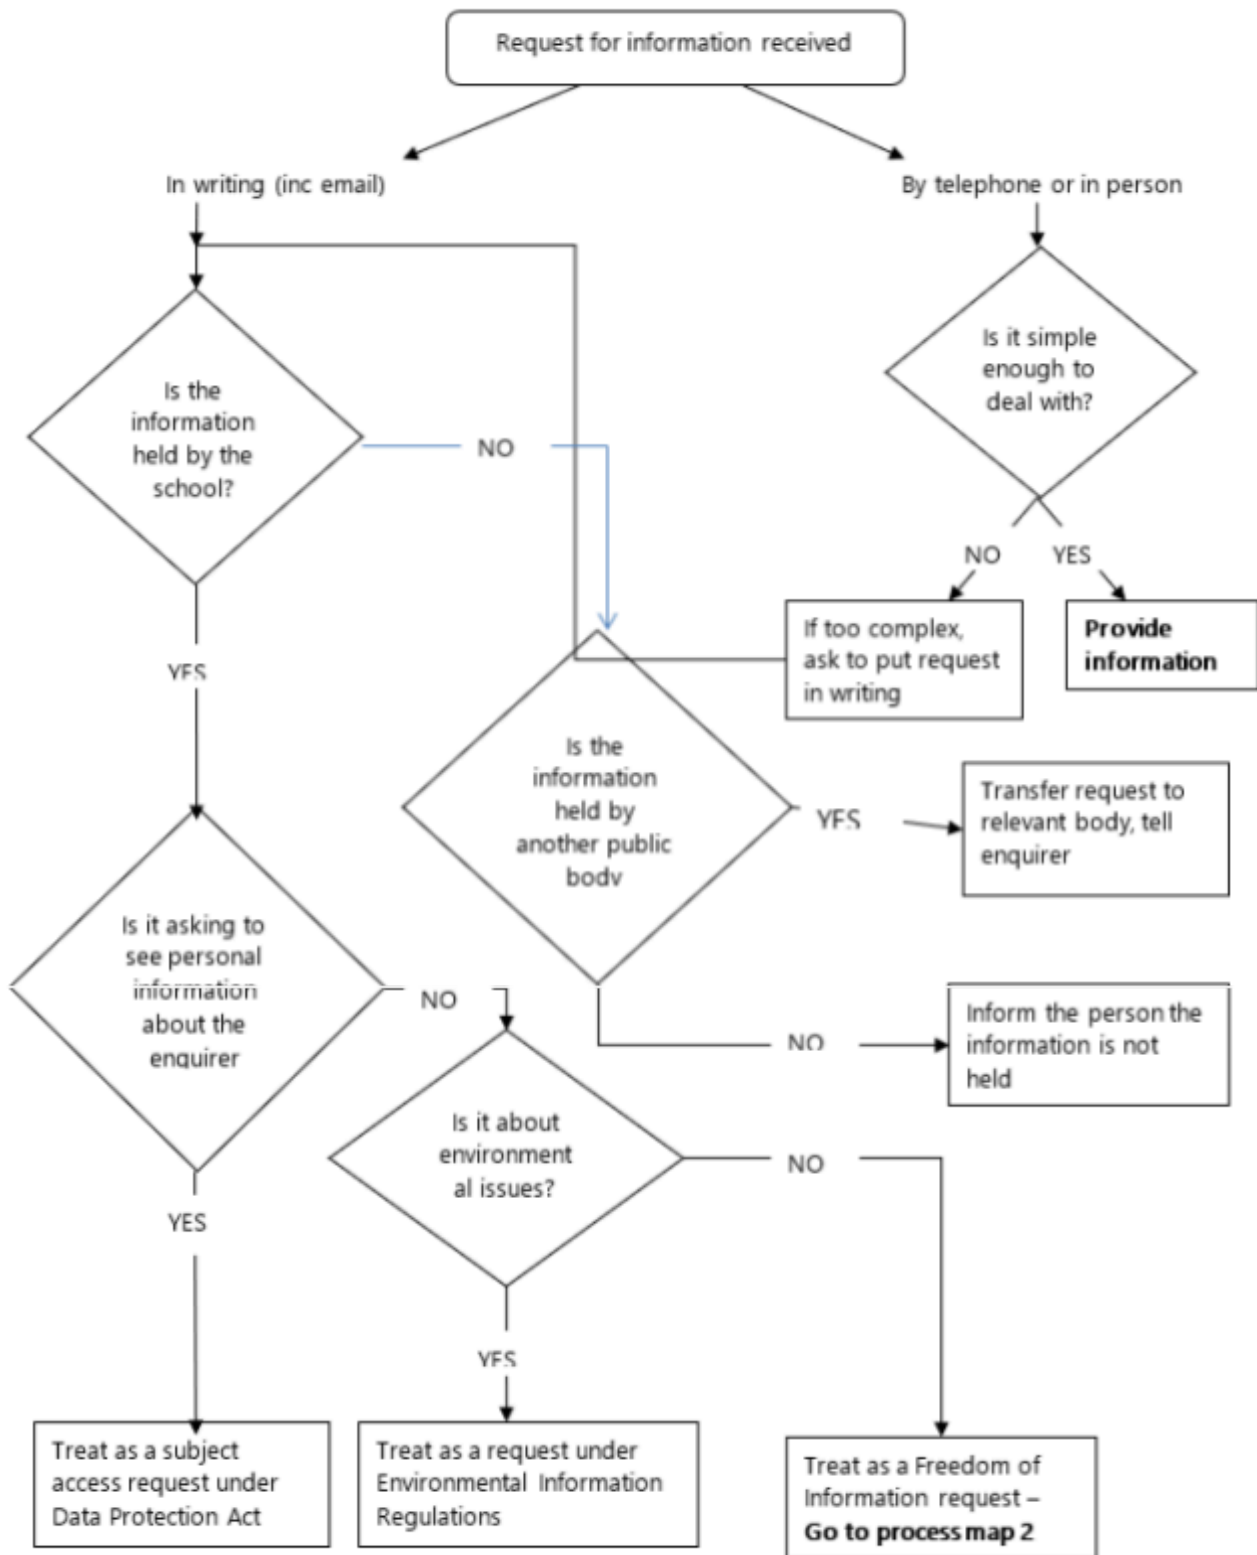 Request for information received
In writing (inc email)
By telephone or in person
Is it simple
enough to
deal with?
Is the
information
held by the
school?
NO
NO
YES
If too complex,
ask to put request
in writing
Provide
information
YES
Is the
information
held by
another public
body
YES
Transfer request to
relevant body, tell
enquirer
Is it asking to
see personal
information
about the
enquirer
NO
Inform the person the
information is not
held
NO
Is it about
environment
al issues?
NO
YES
YES
Treat as a subject
access request under
Data Protection Act
Treat as a request under
Environmental Information
Regulations
Treat as a Freedom of
Information request –
Go to process map 2